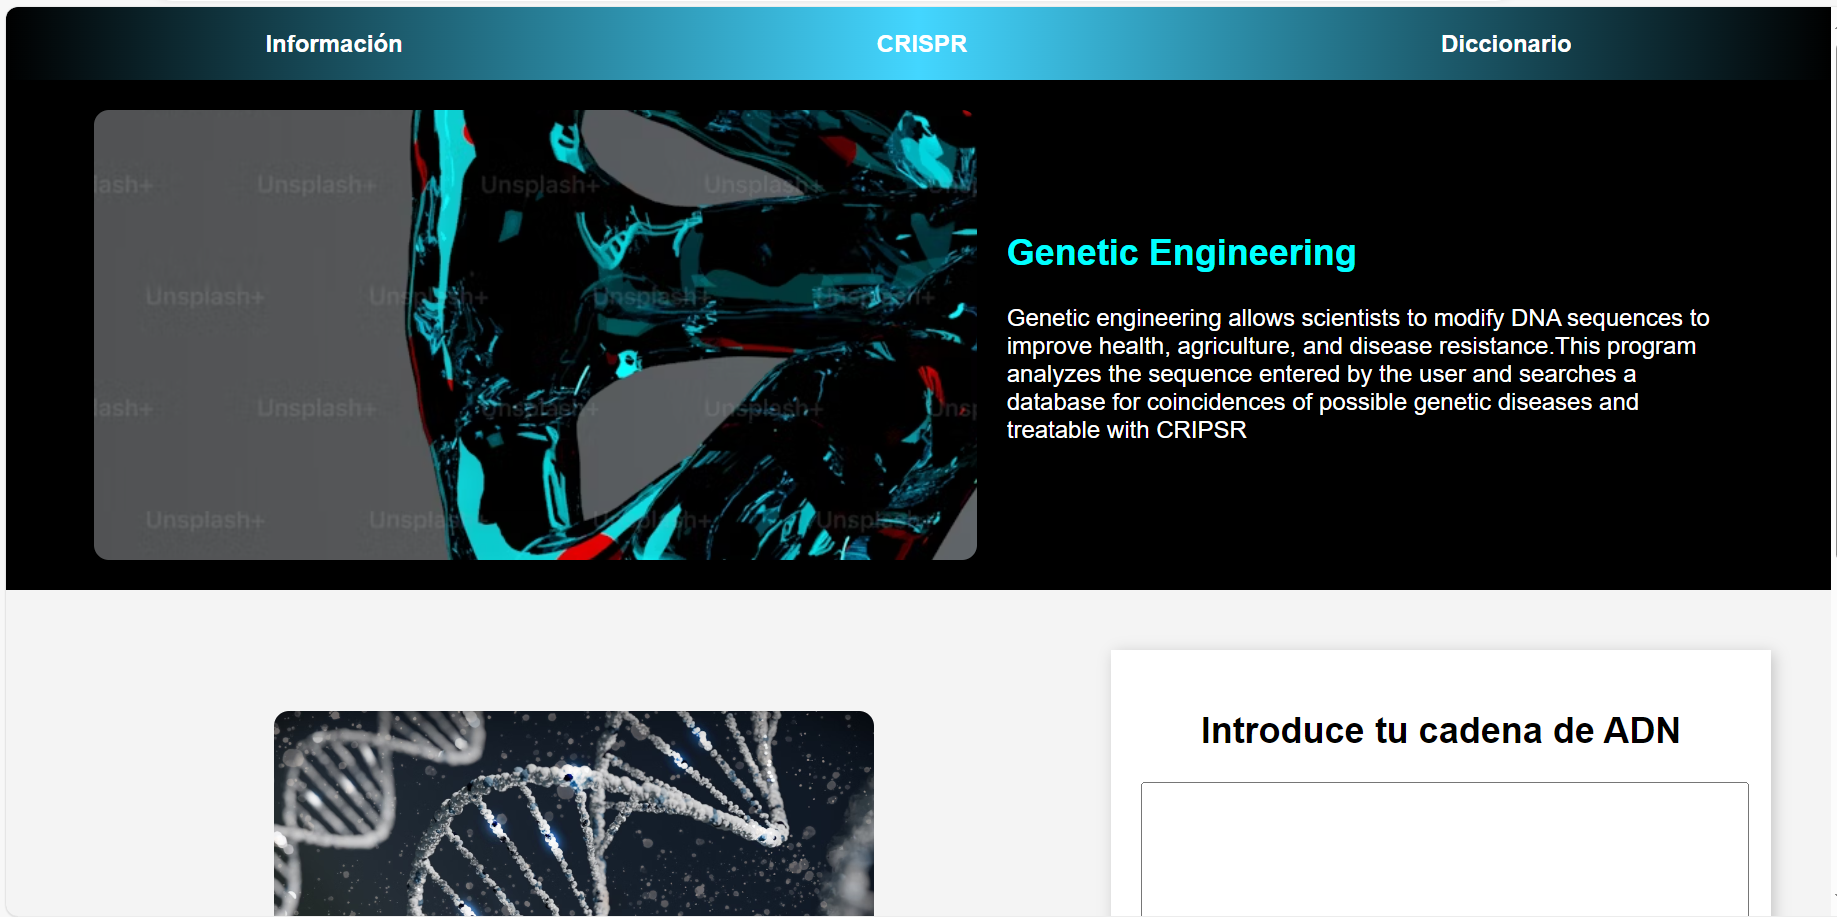 Información
CRISPR
Diccionario
lash+ Unsplash+ Unsplash+ Unsplash+
Unsplash+ Unsplash+ Unsplash+ Unsplash+
lash+ Unsplash+ Unsplash+ Unsplash+ Unsp
Unsplash+ Unsplash+ Unsplash+ Unsplash+
Genetic Engineering
Genetic engineering allows scientists to modify DNA sequences to
improve health, agriculture, and disease resistance.This program
analyzes the sequence entered by the user and searches a
database for coincidences of possible genetic diseases and
treatable with CRIPSR
Introduce tu cadena de ADN